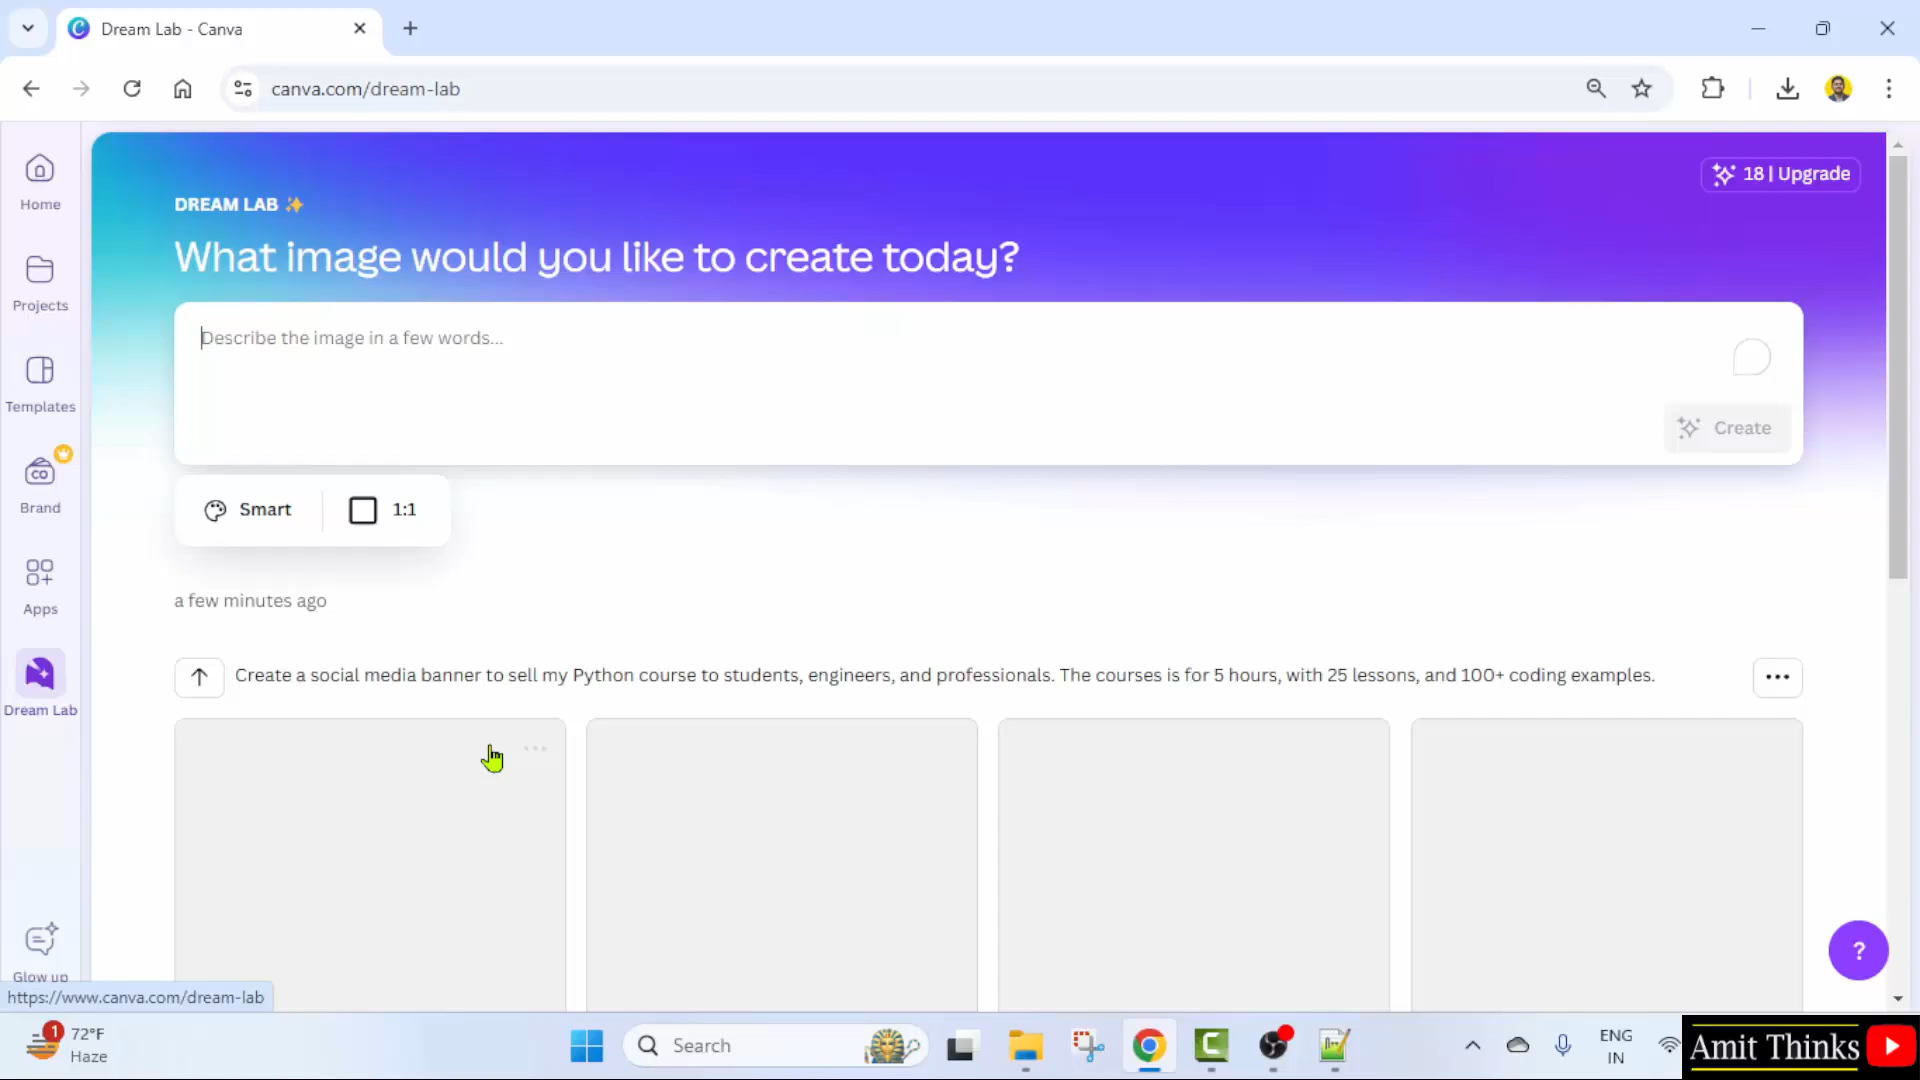 Dream Lab - Canva
canva.com/dream-lab
Home
Projects
Templates
Brand
Apps
Dream Lab
Glow up
18 | Upgrade
DREAM LAB
What image would you like to create today?
Describe the image in a few words...
Create
Smart
1:1
a few minutes ago
Create a social media banner to sell my Python course to students, engineers, and professionals. The courses is for 5 hours, with 25 lessons, and 100+ coding examples.
?
https://www.canva.com/dream-lab
1
72°F
Haze
Search
ENG
IN
Amit Thinks